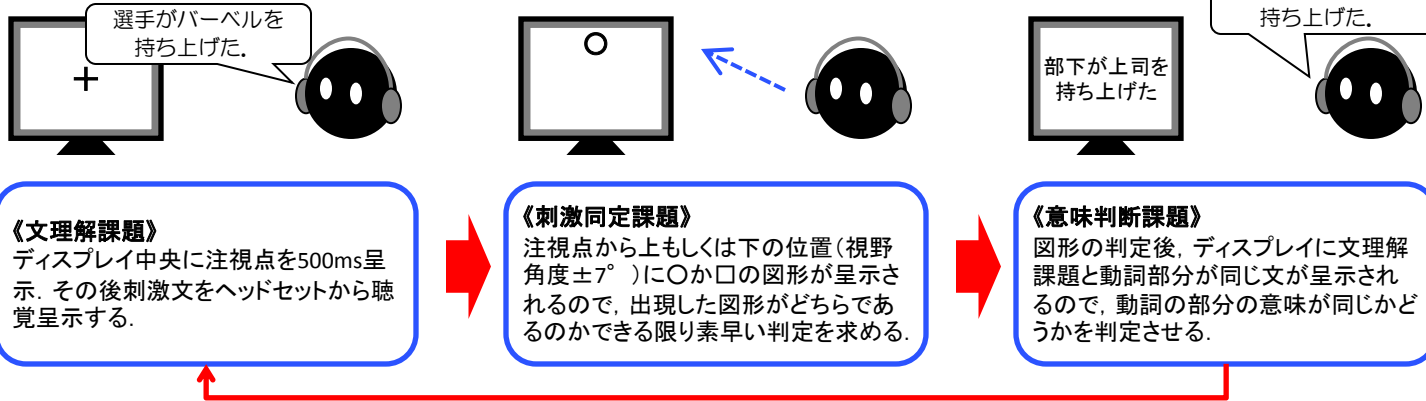 選手がバーベルを
持ち上げた．
＋
○
部下が上司を
持ち上げた
持ち上げた．
《文理解課題》
ディスプレイ中央に注視点を500ms呈
示．その後刺激文をヘッドセットから聴
覚呈示する．
《刺激同定課題》
注視点から上もしくは下の位置（視野
角度±7°）に○か□の図形が呈示さ
れるので，出現した図形がどちらであ
るのかできる限り素早い判定を求める．
《意味判断課題》
図形の判定後，ディスプレイに文理解
課題と動詞部分が同じ文が呈示され
るので，動詞の部分の意味が同じかど
うかを判定させる．